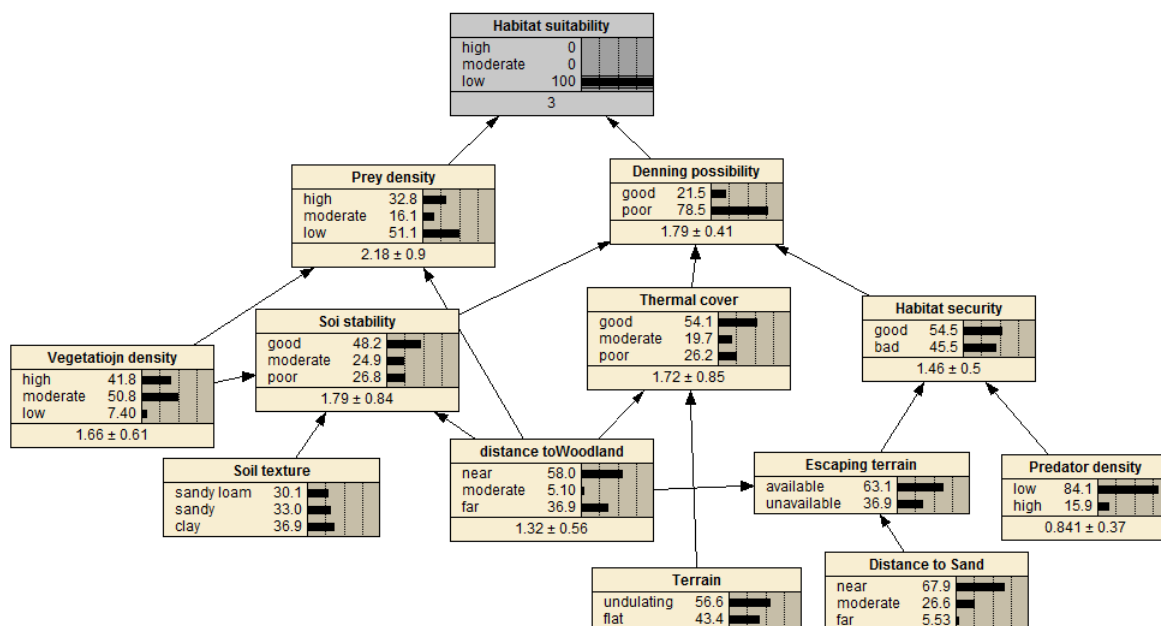 Habitat suitability
high 0
moderate 0
low 100
3
Prey density
high 32.8
moderate 16.1
low 51.1
2.18 ± 0.9
Denning possibility
good 21.5
poor 78.5
1.79 ± 0.41
Vegetatiojn density
high 41.8
moderate 50.8
low 7.40
1.66 ± 0.61
Soi stability
good 48.2
moderate 24.9
poor 26.8
1.79 ± 0.84
Thermal cover
good 54.1
moderate 19.7
poor 26.2
1.72 ± 0.85
Habitat security
good 54.5
bad 45.5
1.46 ± 0.5
Soil texture
sandy loam 30.1
sandy 33.0
clay 36.9
distance toWoodland
near 58.0
moderate 5.10
far 36.9
1.32 ± 0.56
Escaping terrain
available 63.1
unavailable 36.9
Predator density
low 84.1
high 15.9
0.841 ± 0.37
Terrain
undulating 56.6
flat 43.4
Distance to Sand
near 67.9
moderate 26.6
far 5.53